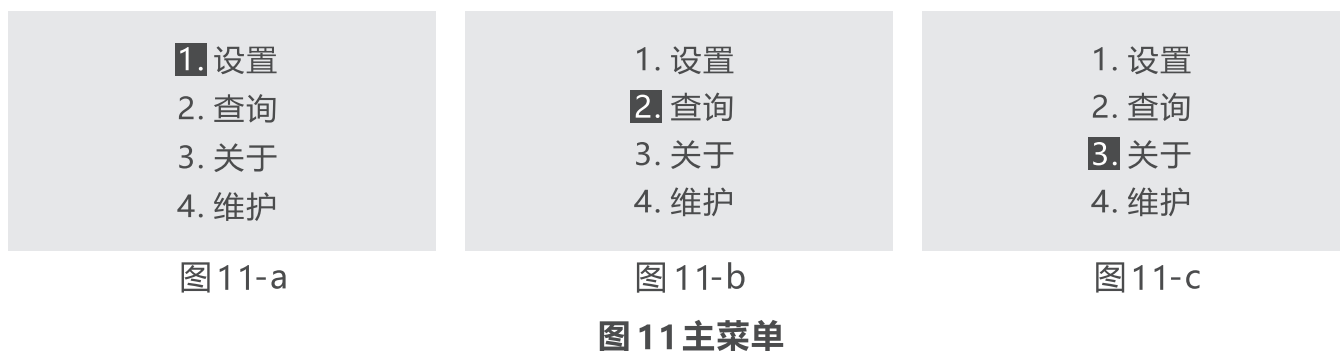 1. 设置
2. 查询
3. 关于
4. 维护
图11-a
1. 设置
2. 查询
3. 关于
4. 维护
图11-b
1. 设置
2. 查询
3. 关于
4. 维护
图11-c
图 11 主菜单